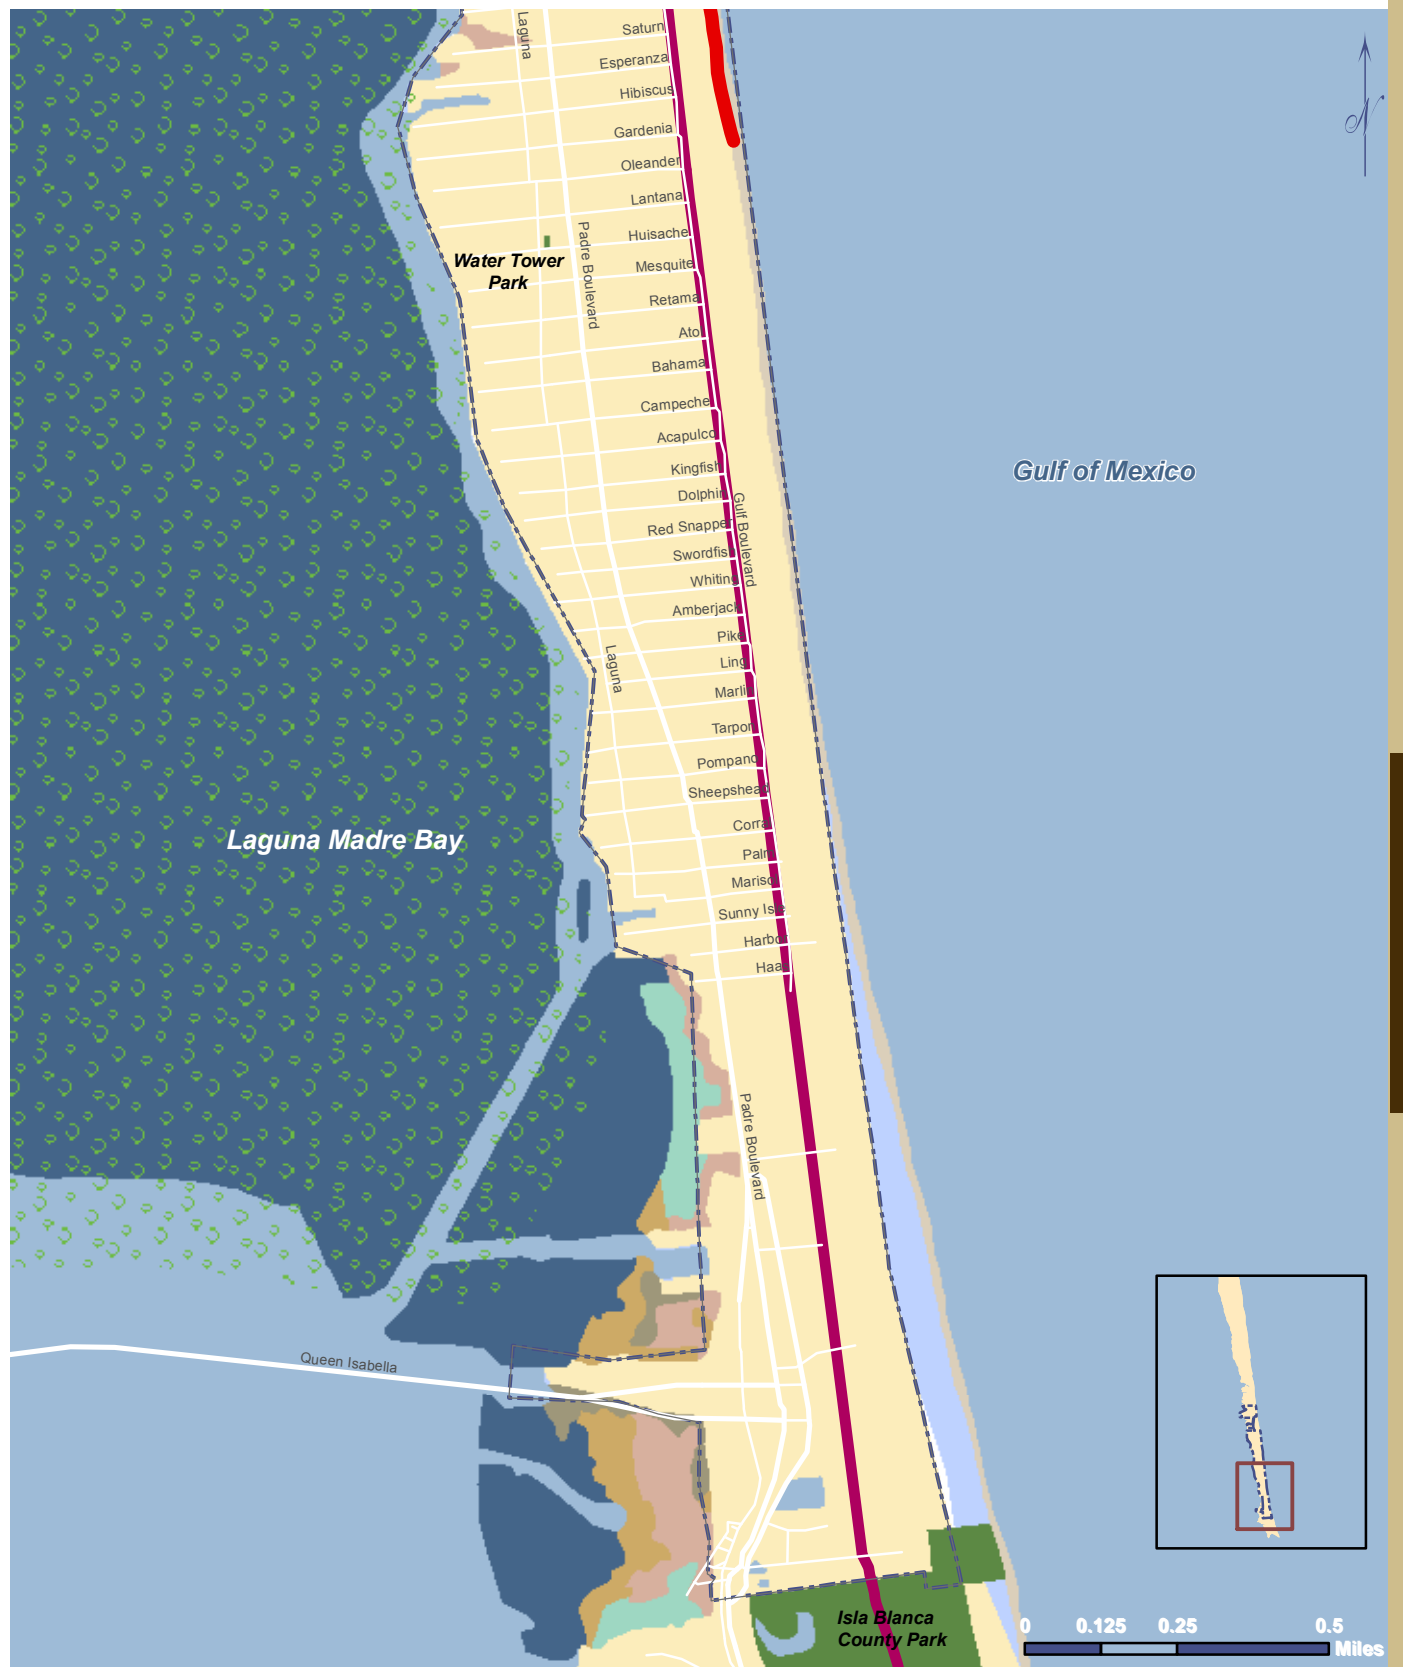 Laguna
Saturn
Esperanza
Hibiscus
Gardenia
Oleander
Lantana
Padre Boulevard
Huisache
Water Tower
Park
Mesquite
Retama
Atol
Bahama
Campeche
Acapulco
Gulf of Mexico
Kingfish
Dolphin
Gulf Boulevard
Red Snapper
Swordfish
Whiting
Amberjack
Pike
Laguna
Ling
Marlin
Tarpon
Pompano
Sheepshead
Corral
Laguna Madre Bay
Palm
Marisol
Sunny Isle
Harbor
Haas
Padre Boulevard
Queen Isabella
Isla Blanca
County Park
0 0.125 0.25 0.5
Miles
N